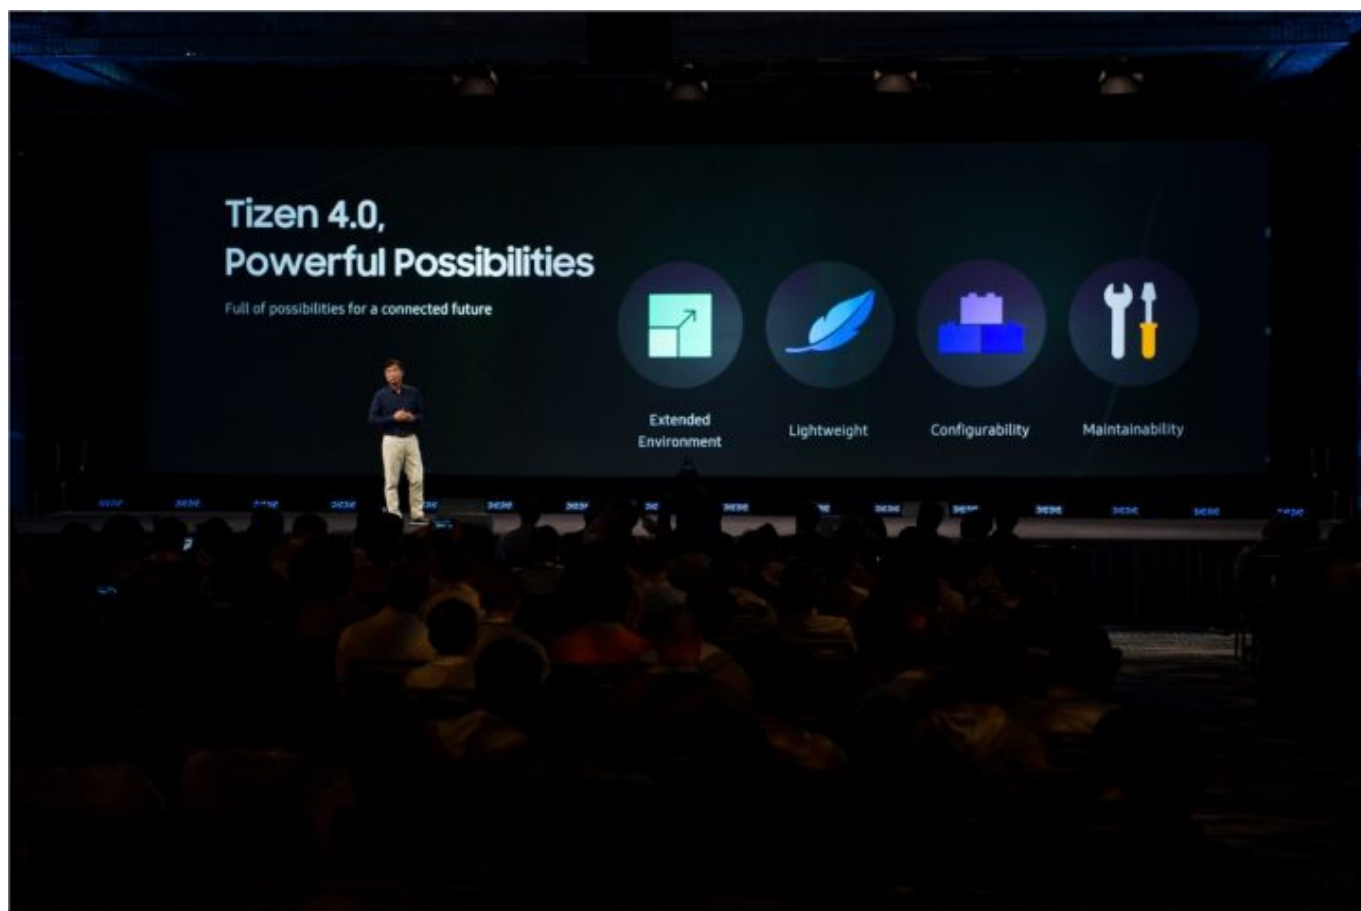 Tizen 4.0,
Powerful Possibilities
Full of possibilities for a connected future
Extended
Environment
Lightweight
Configurability
Maintainability